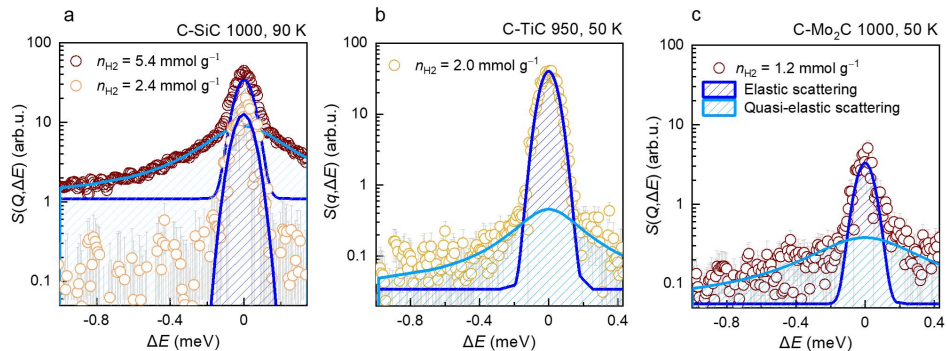 a
C-SiC 1000, 90 K
100
10
1
0.1
S(Q,ΔE) (arb.u.)
n_H2 = 5.4 mmol g⁻¹
n_H2 = 2.4 mmol g⁻¹
-0.8
-0.4
0
ΔE (meV)
b
C-TiC 950, 50 K
100
10
1
0.1
S(q,ΔE) (arb.u.)
n_H2 = 2.0 mmol g⁻¹
-0.8
-0.4
0
0.4
ΔE (meV)
c
C-Mo₂C 1000, 50 K
100
10
1
0.1
S(Q,ΔE) (arb.u.)
n_H2 = 1.2 mmol g⁻¹
Elastic scattering
Quasi-elastic scattering
-0.8
-0.4
0
0.4
ΔE (meV)